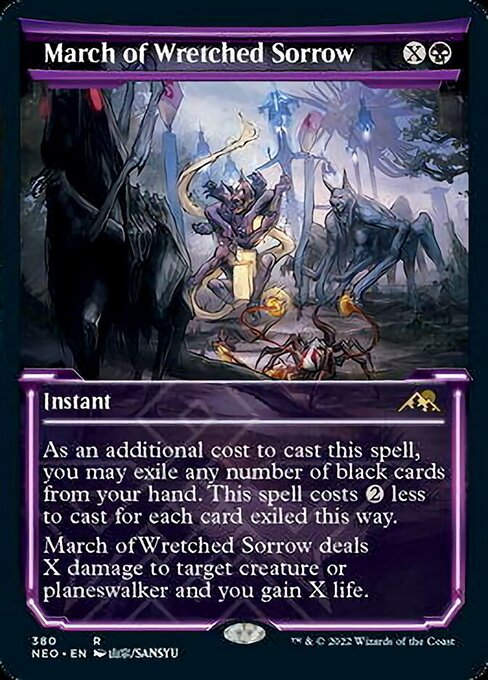 March of Wretched Sorrow X
Instant
As an additional cost to cast this spell,
you may exile any number of black cards
from your hand. This spell costs 2 less
to cast for each card exiled this way.
March of Wretched Sorrow deals
X damage to target creature or
planeswalker and you gain X life.
380 R
NEO • EN SANSYU
™ & © 2022 Wizards of the Coast